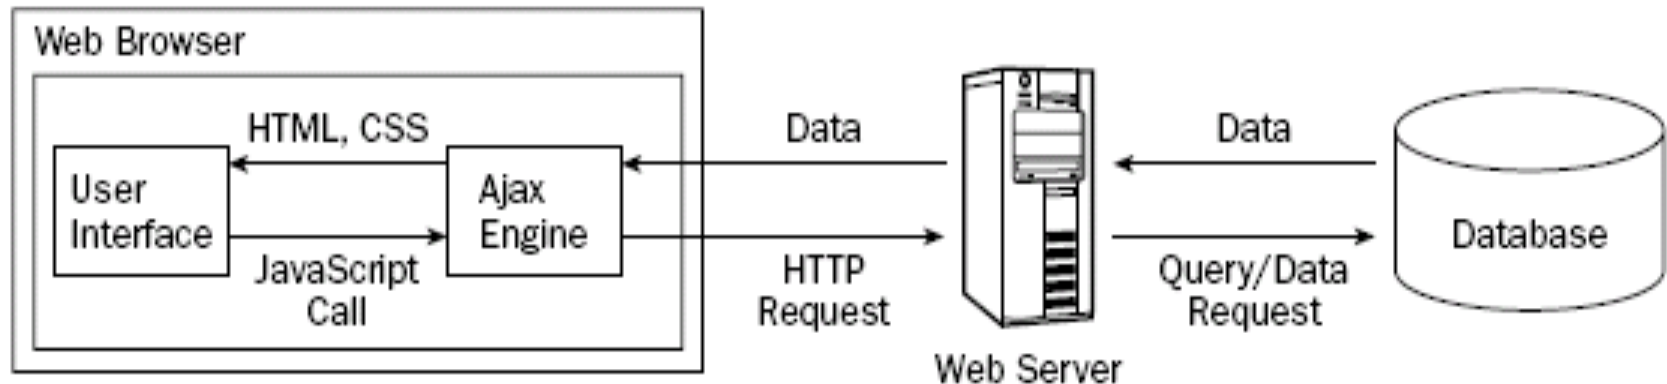 Web Browser
HTML, CSS
User
Interface
JavaScript
Call
Ajax
Engine
Data
HTTP
Request
Web Server
Data
Query/Data
Request
Database